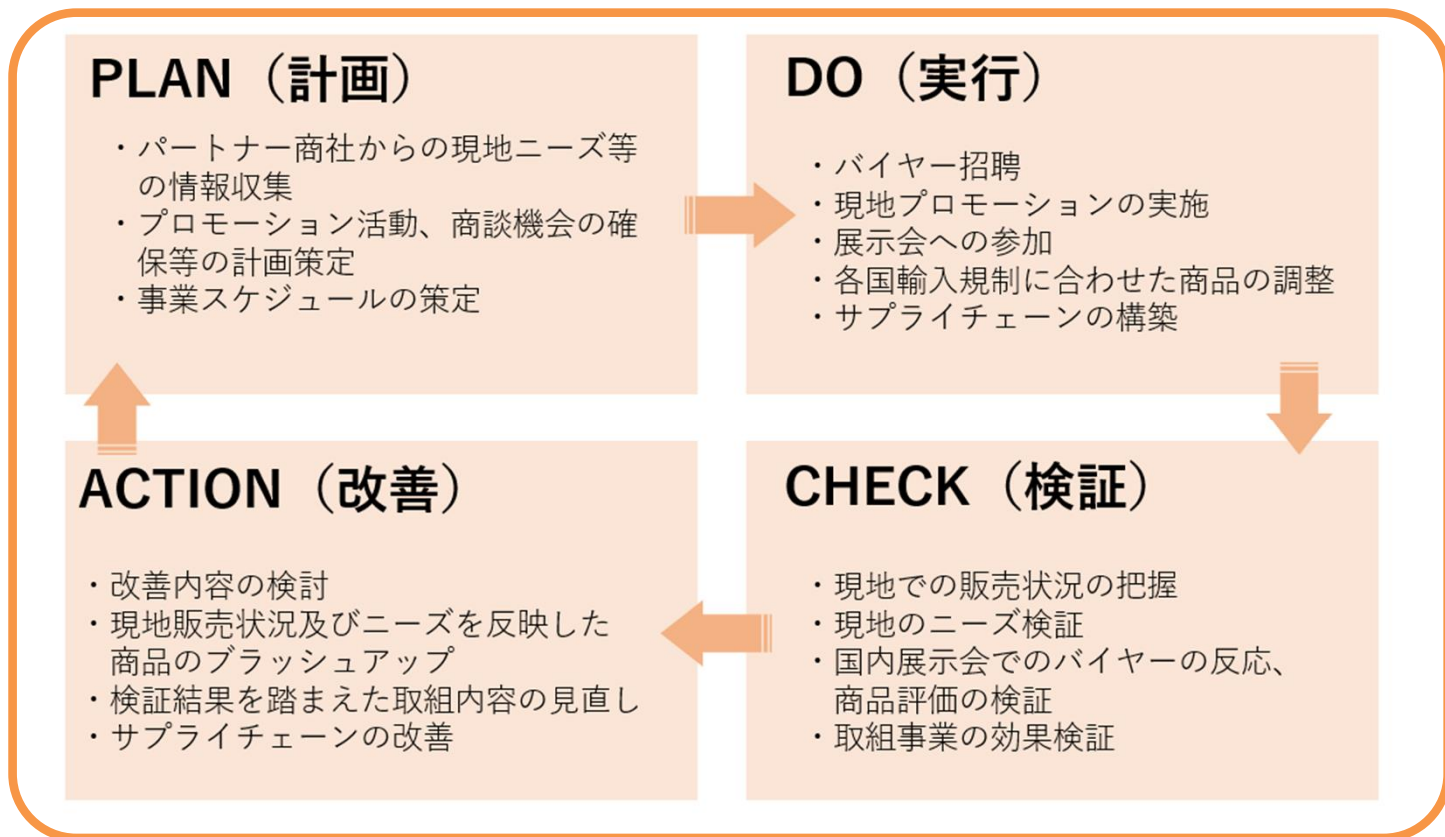 PLAN（計画）
・パートナー商社からの現地ニーズ等
の情報収集
・プロモーション活動、商談機会の確
保等の計画策定
・事業スケジュールの策定
DO（実行）
・バイヤー招聘
・現地プロモーションの実施
・展示会への参加
・各国輸入規制に合わせた商品の調整
・サプライチェーンの構築
ACTION（改善）
・改善内容の検討
・現地販売状況及びニーズを反映した
商品のブラッシュアップ
・検証結果を踏まえた取組内容の見直し
・サプライチェーンの改善
CHECK（検証）
・現地での販売状況の把握
・現地のニーズ検証
・国内展示会でのバイヤーの反応、
商品評価の検証
・取組事業の効果検証